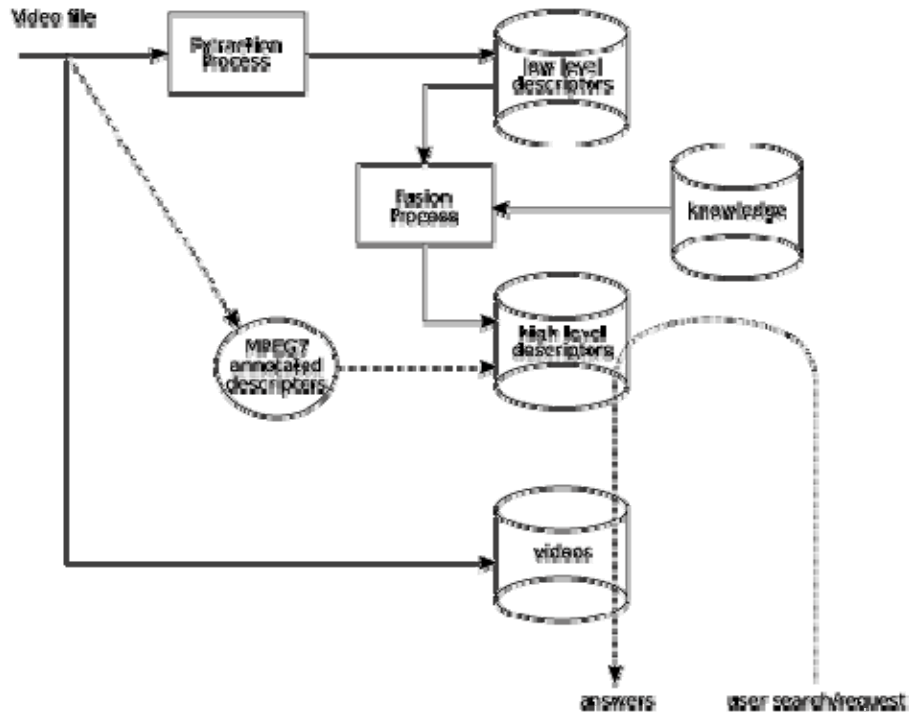 Video file
Extraction
Process
low level
descriptors
Fusion
Process
knowledge
high level
descriptors
MPEG7
annotated
descriptors
videos
answers
user search/request